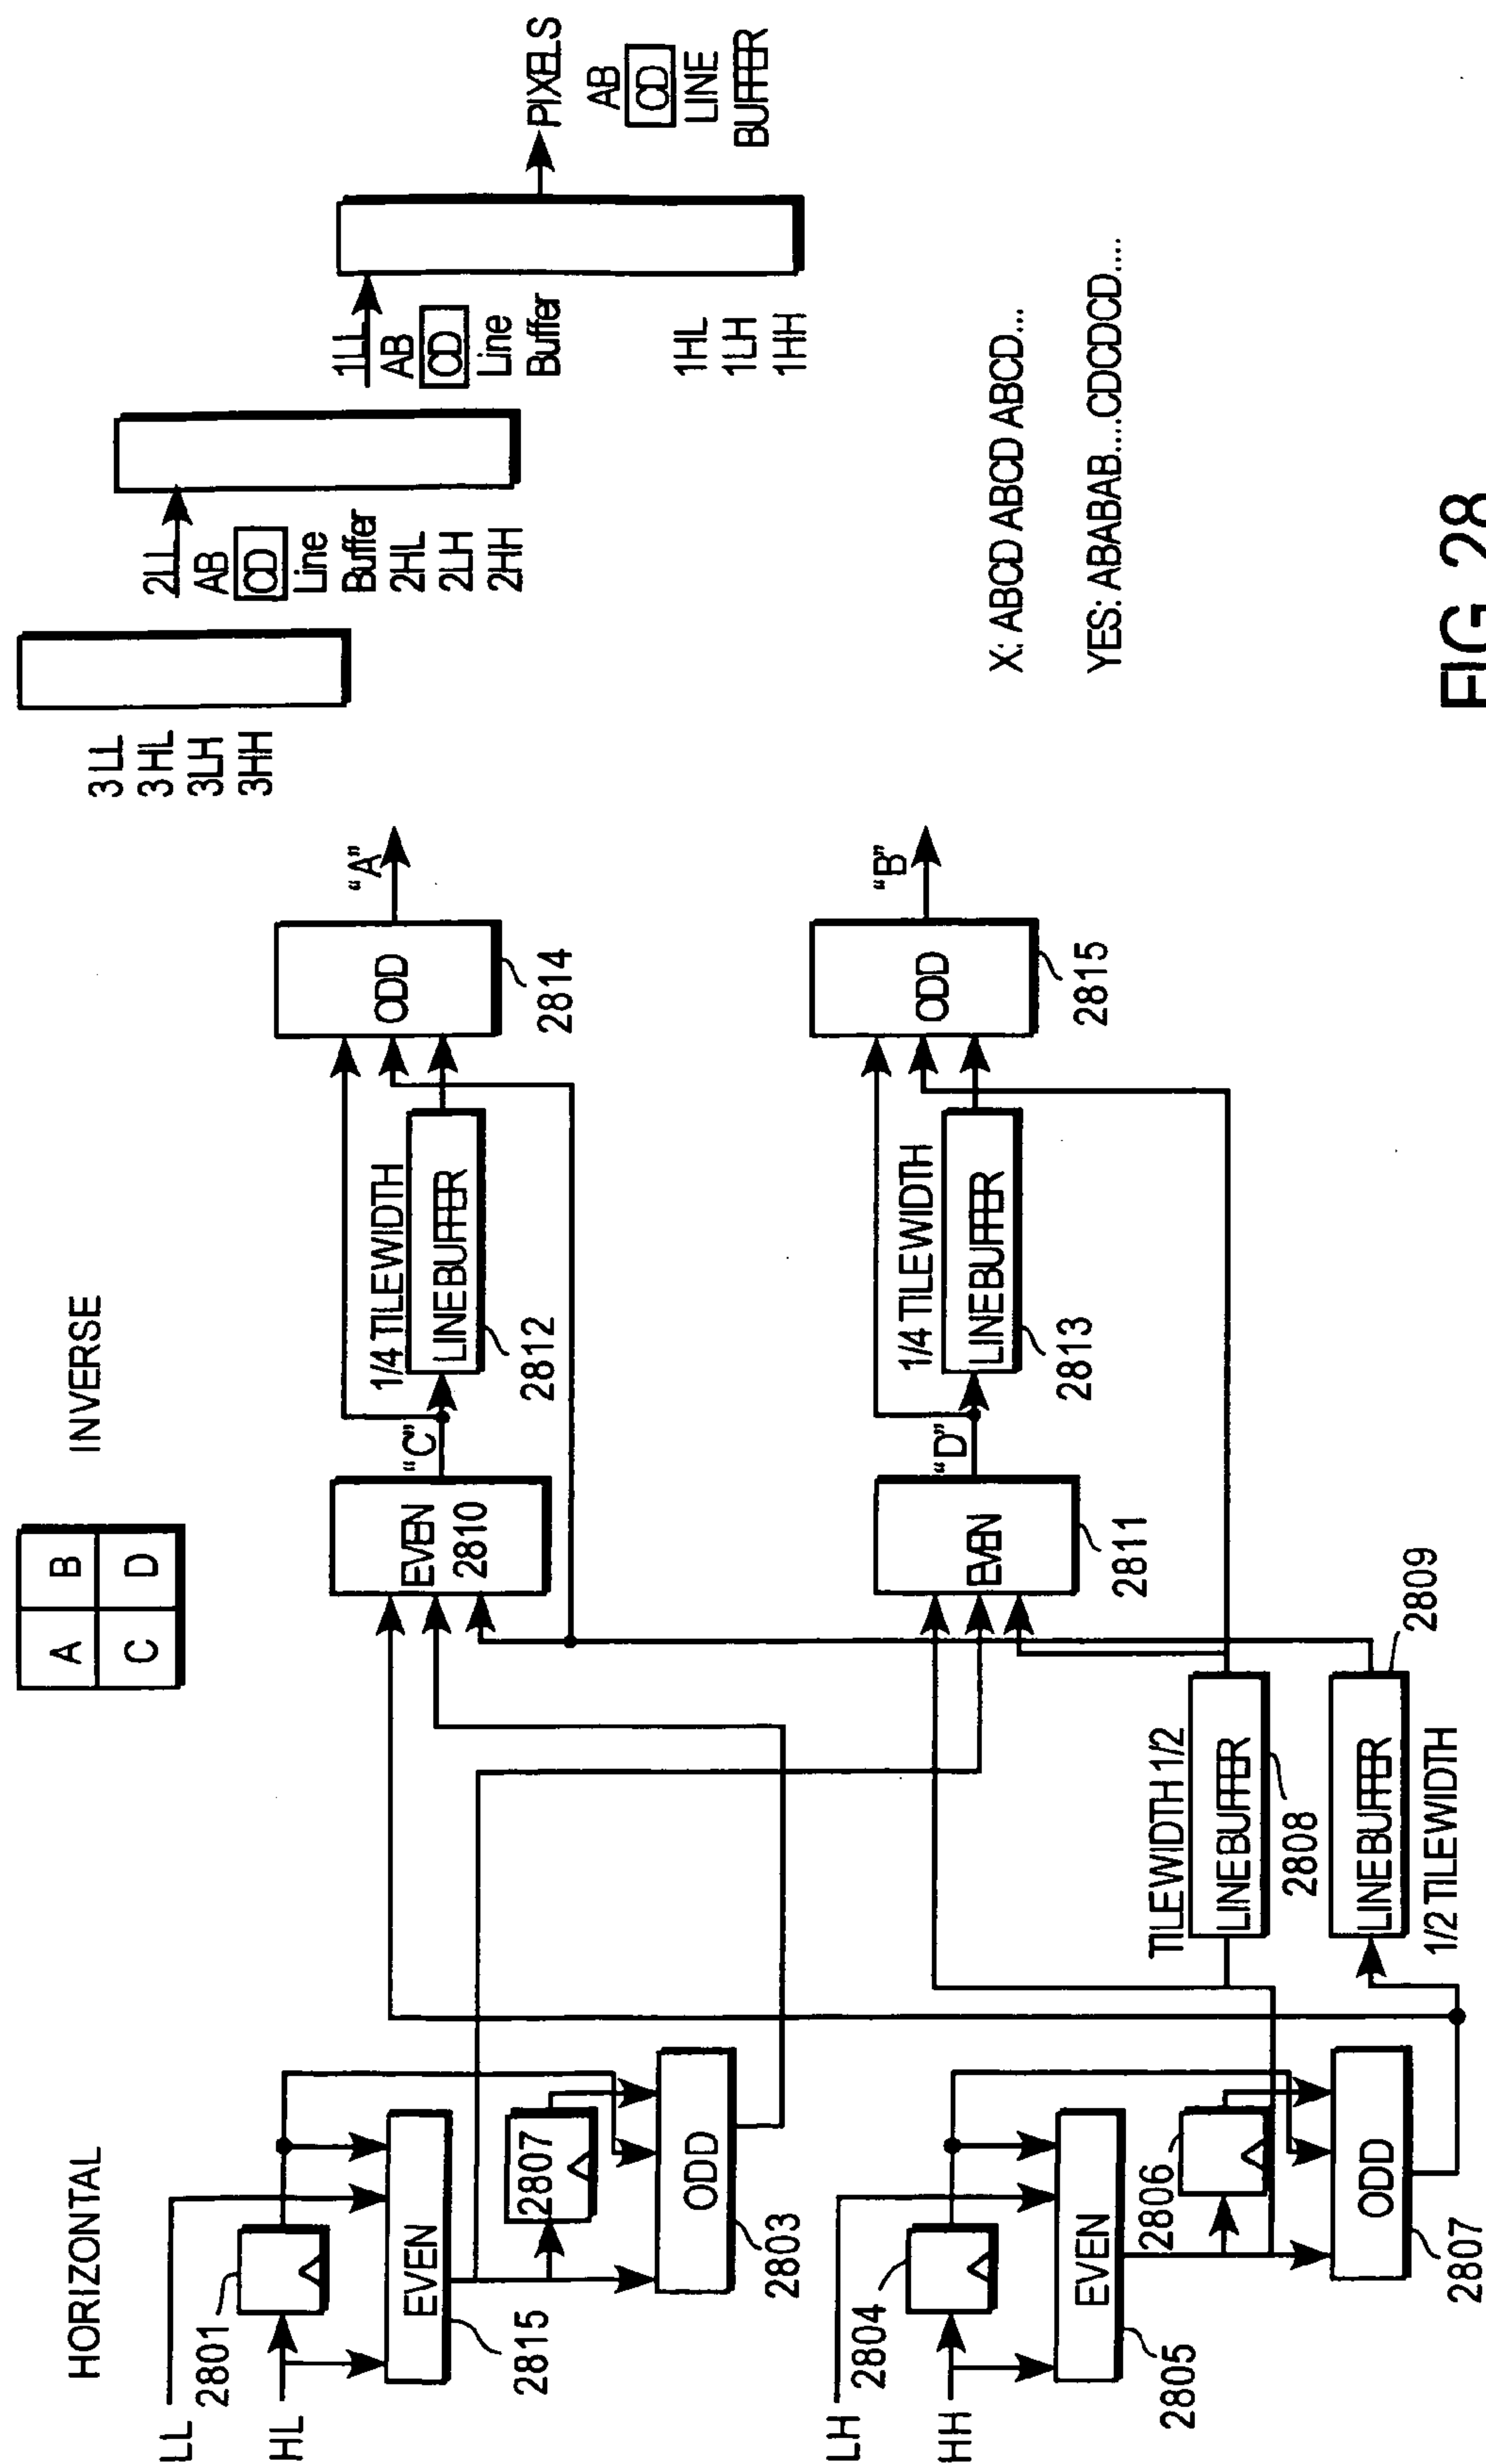 HORIZONTAL
INVERSE
A B
C D
LL
2801
HL
EVEN
2815
2807
ODD
2803
LH
2804
HH
EVEN
2805
2806
ODD
2807
TILEWIDTH 1/2
LINEBUFFER
2808
LINEBUFFER
2809
1/2 TILEWIDTH
EVEN
2810
"C"
1/4 TILEWIDTH
LINEBUFFER
2812
ODD
2814
"A"
EVEN
2811
"D"
1/4 TILEWIDTH
LINEBUFFER
2813
ODD
2815
"B"
3 LL
3 HL
3LH
3HH
2LL
AB
CD
Line
Buffer
2HL
2LH
2HH
1LL
AB
CD
Line
Buffer
1HL
1LH
1HH
PIXELS
AB
CD
LINE
BUFFER
X: ABCD ABCD ABCD...
YES: ABABAB....CDCDCD....
FIG. 28